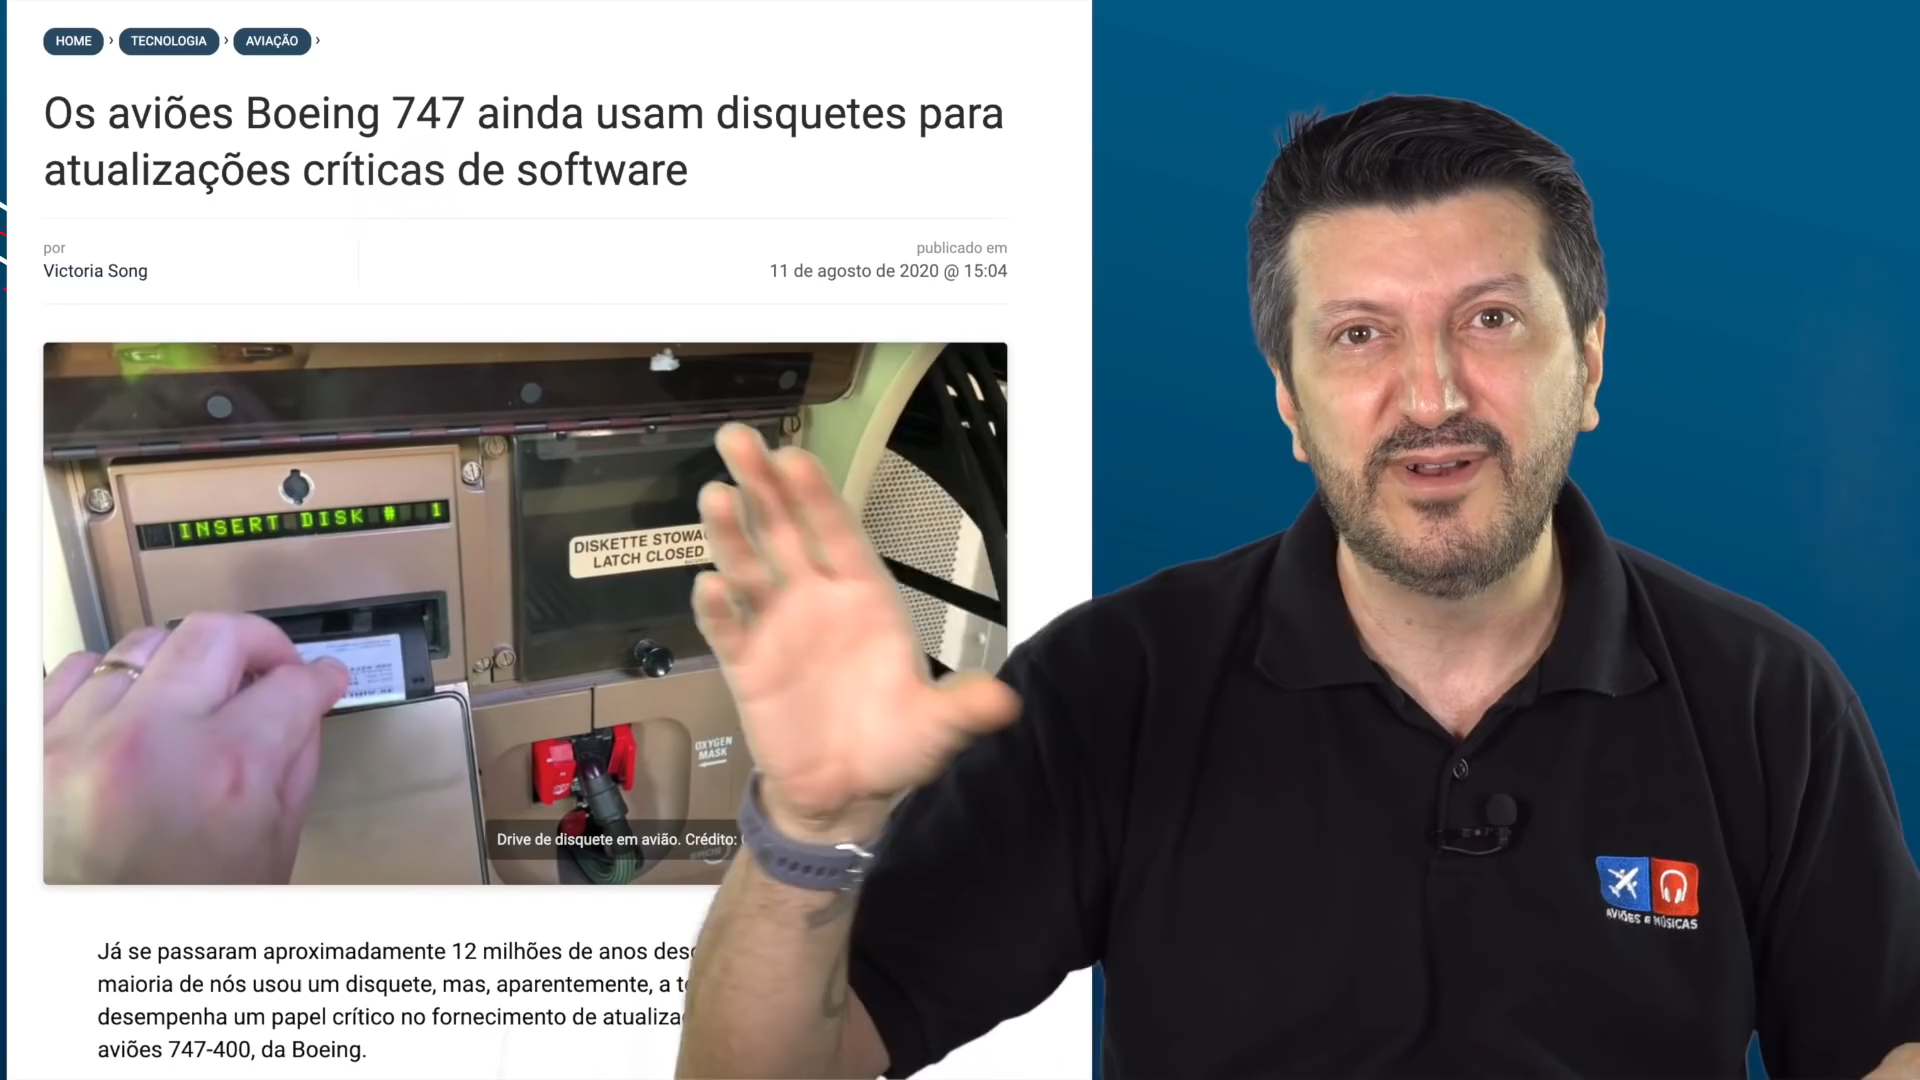 HOME › TECNOLOGIA › AVIAÇÃO ›
Os aviões Boeing 747 ainda usam disquetes para
atualizações críticas de software
por
Victoria Song
publicado em
11 de agosto de 2020 @ 15:04
INSERT DISK # 1
DISKETTE
LATCH CLOSED
OXYGEN
MASK
Drive de disquete em avião. Crédito:
Já se passaram aproximadamente 12 milhões de anos
maioria de nós usou um disquete, mas, aparentemente, a
desempenha um papel crítico no fornecimento de
aviões 747-400, da Boeing.
AVIÕES E MÚSICAS